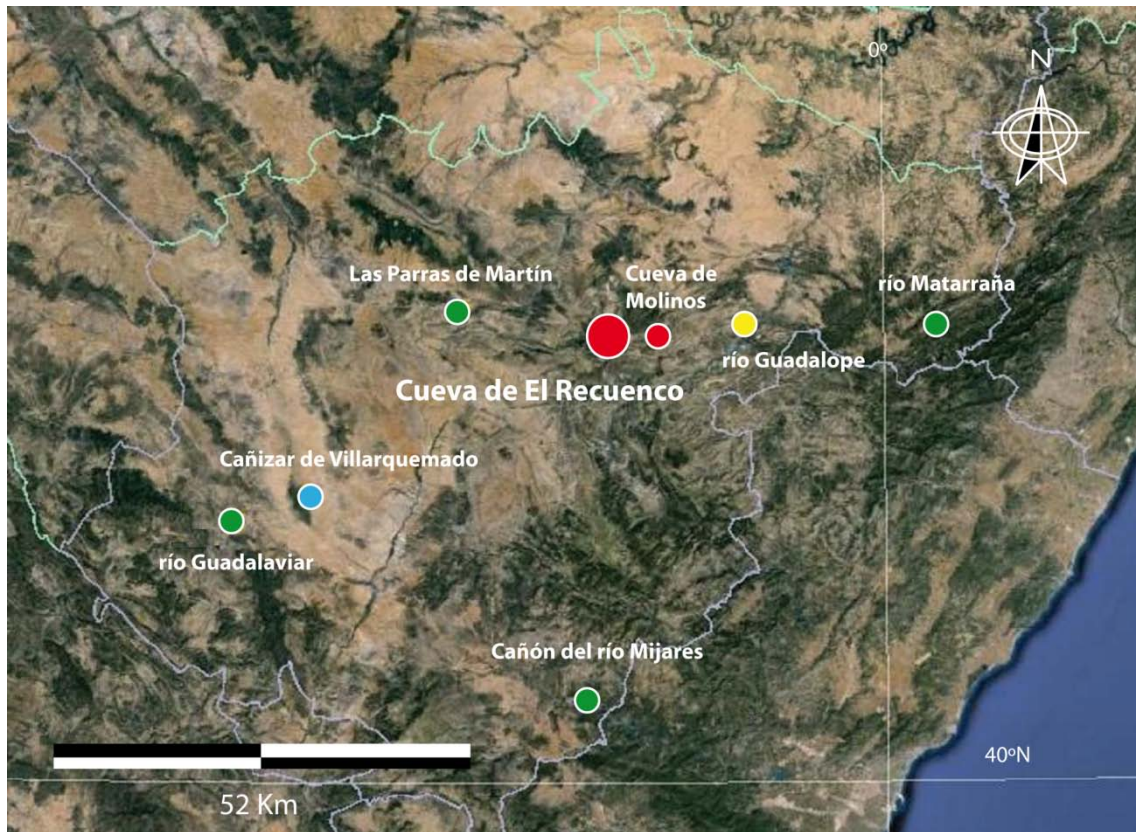 0º
N
Las Parras de Martín
Cueva de
Molinos
río Matarraña
río Guadalope
Cueva de El Recuenco
Cañizar de Villarquemado
río Guadalaviar
Cañón del río Mijares
40ºN
52 Km